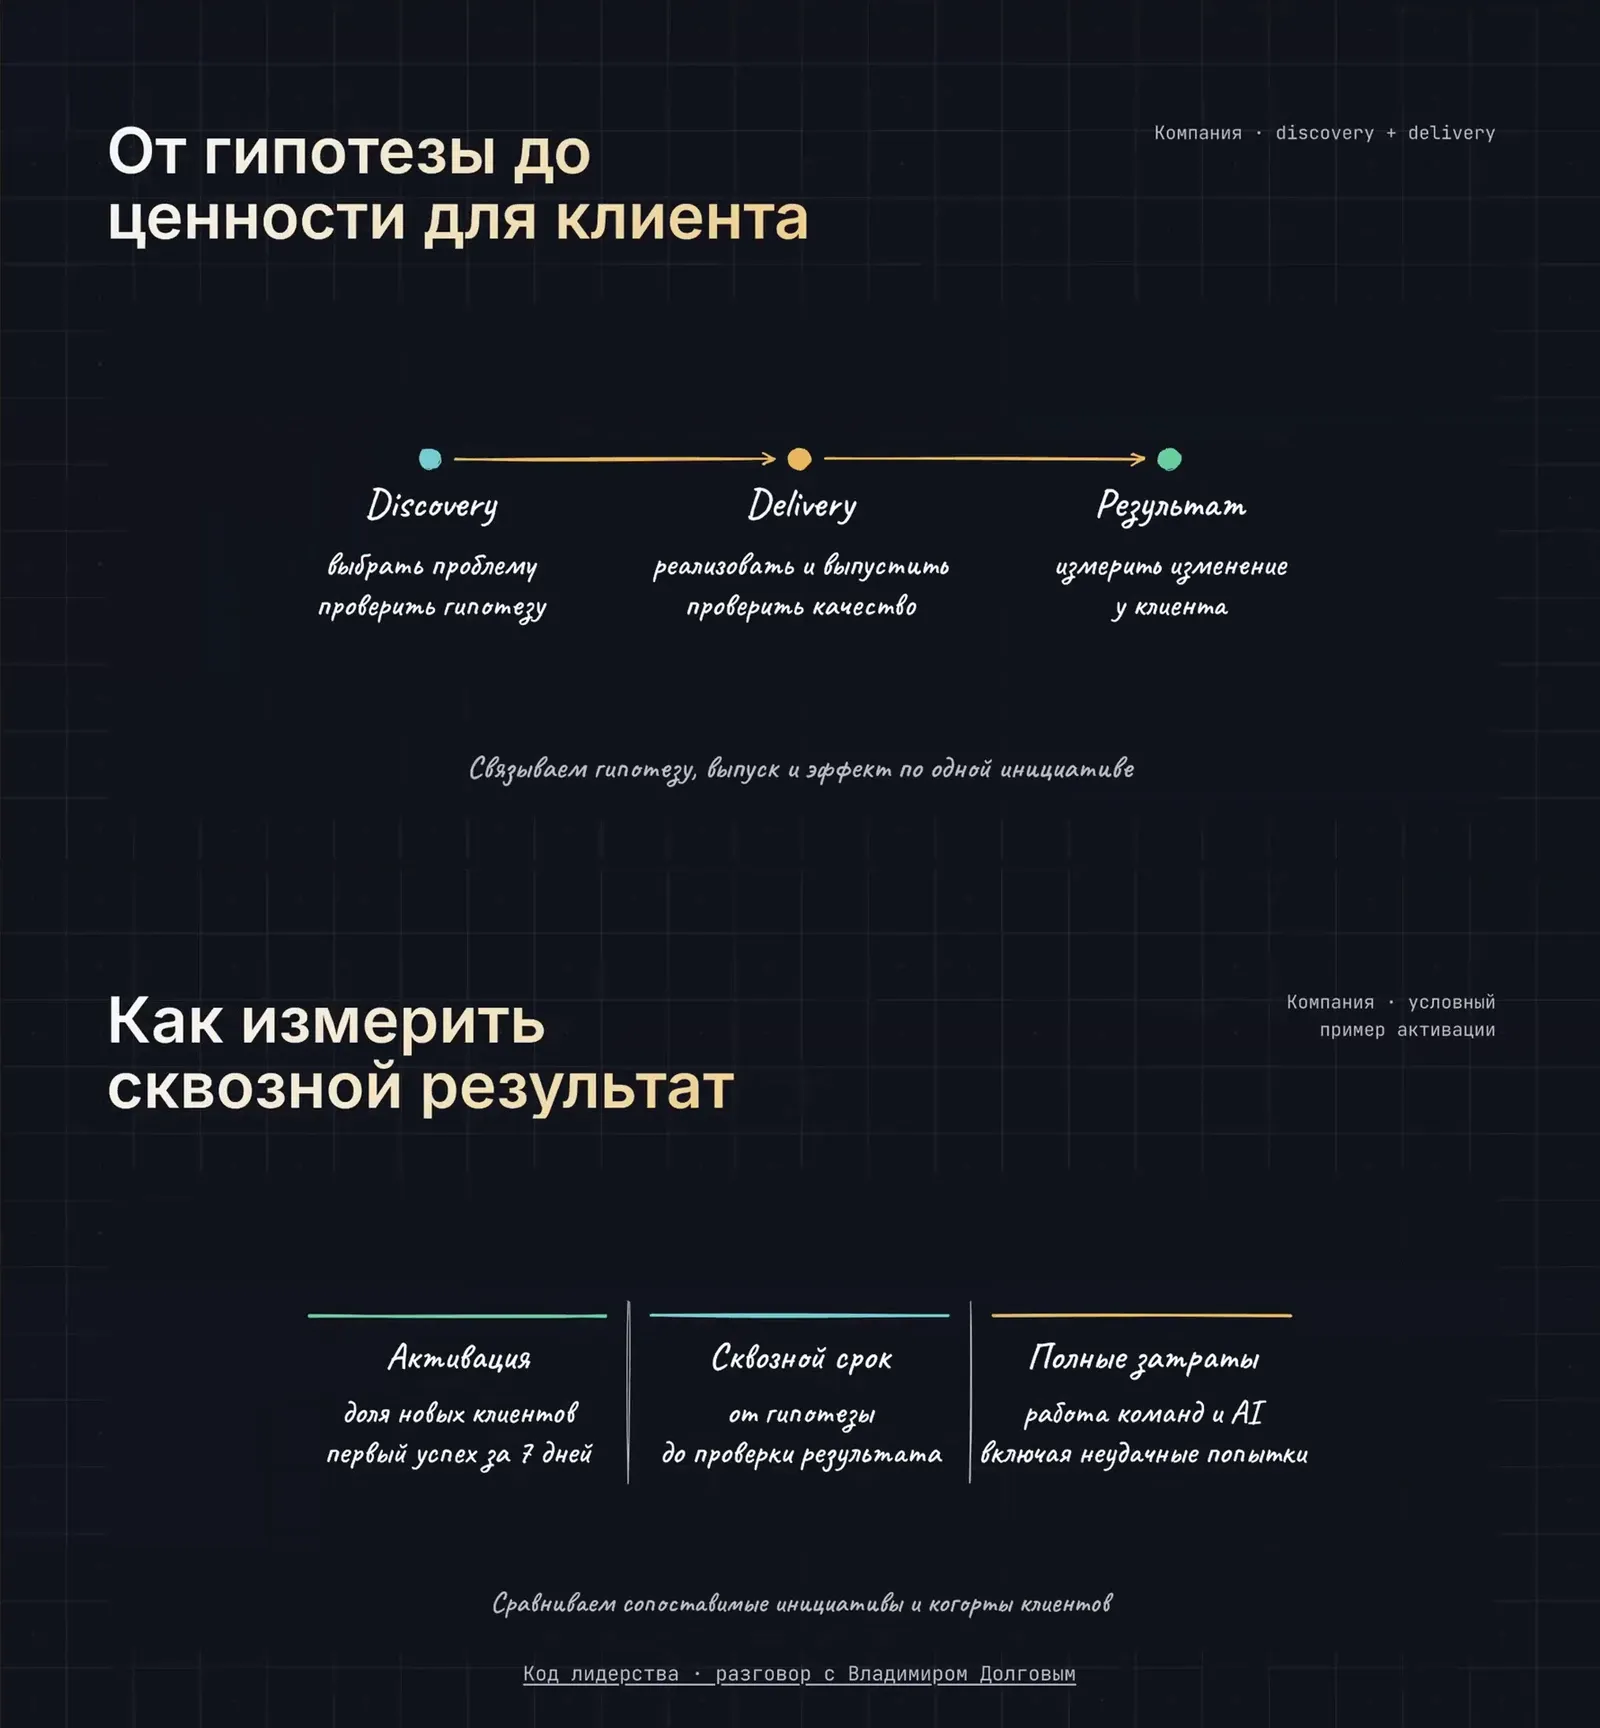 От гипотезы до
ценности для клиента
Компания · discovery + delivery
Discovery
выбрать проблему
проверить гипотезу
Delivery
реализовать и выпустить
проверить качество
Результат
измерить изменение
у клиента
Связываем гипотезу, выпуск и эффект по одной инициативе
Как измерить
сквозной результат
Компания · условный
пример активации
Активация
доля новых клиентов
первый успех за 7 дней
Сквозной срок
от гипотезы
до проверки результата
Полные затраты
работа команд и AI
включая неудачные попытки
Сравниваем сопоставимые инициативы и когорты клиентов
Код лидерства · разговор с Владимиром Долговым